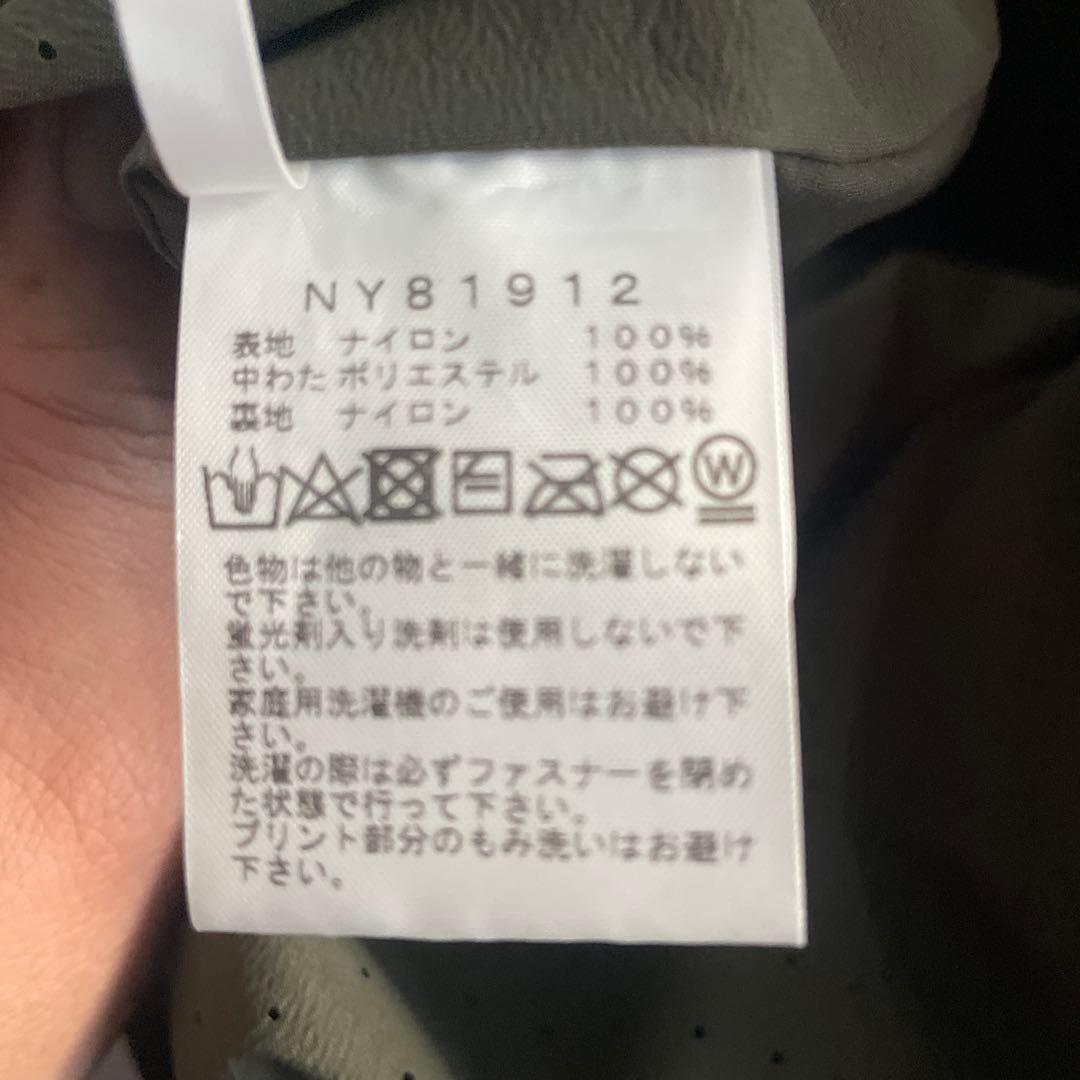 NY81912
表地 ナイロン 100%
中わた ポリエステル 100%
裏地 ナイロン 100%
W
色物は他の物と一緒に洗濯しない
で下さい。
蛍光剤入り洗剤は使用しないで下
さい。
家庭用洗濯機のご使用はお避け下
さい。
洗濯の際は必ずファスナーを閉め
た状態で行って下さい。
プリント部分のもみ洗いはお避け
下さい。